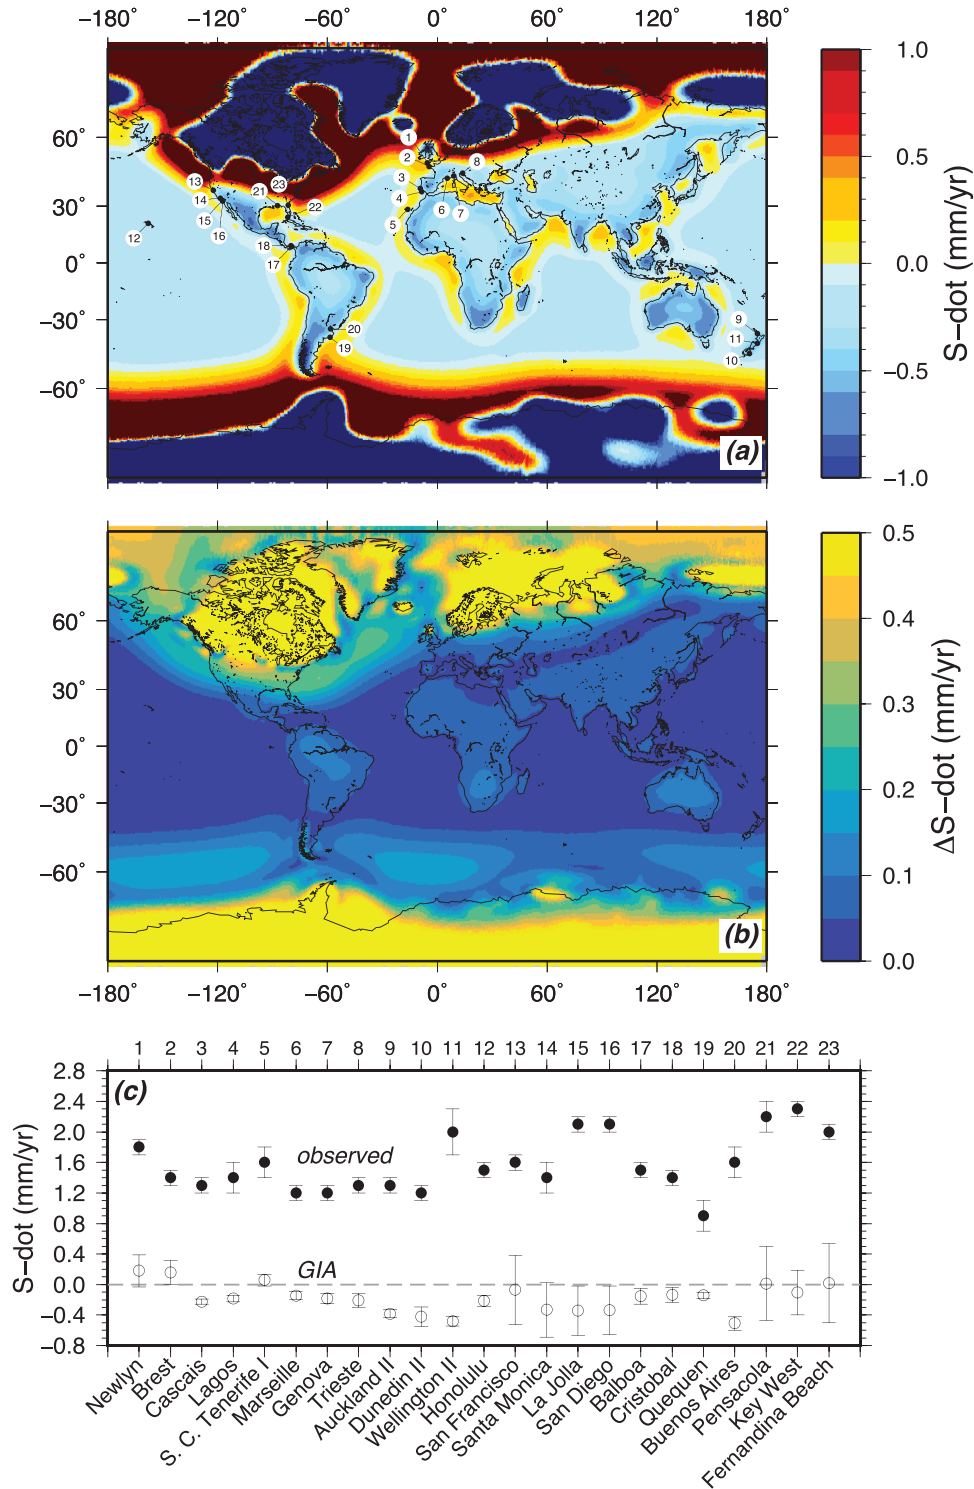 −180° −120° −60° 0° 60° 120° 180°
60°
30°
0°
−30°
−60°
1
2
3
4
5
6
7
8
9
10
11
12
13
14
15
16
17
18
19
20
21
22
23
(a)
1.0
0.5
0.0
−0.5
−1.0
S−dot (mm/yr)
60°
30°
0°
−30°
−60°
(b)
−180° −120° −60° 0° 60° 120° 180°
0.5
0.4
0.3
0.2
0.1
0.0
ΔS−dot (mm/yr)
1 2 3 4 5 6 7 8 9 10 11 12 13 14 15 16 17 18 19 20 21 22 23
(c)
2.8
2.4
2.0
1.6
1.2
0.8
0.4
0.0
−0.4
−0.8
S−dot (mm/yr)
observed
GIA
Newlyn
Brest
Cascais
Lagos
S. C. Tenerife I
Marseille
Genova
Trieste
Auckland II
Dunedin II
Wellington II
Honolulu
San Francisco
Santa Monica
La Jolla
San Diego
Balboa
Cristobal
Quequen
Buenos Aires
Pensacola
Key West
Fernandina Beach